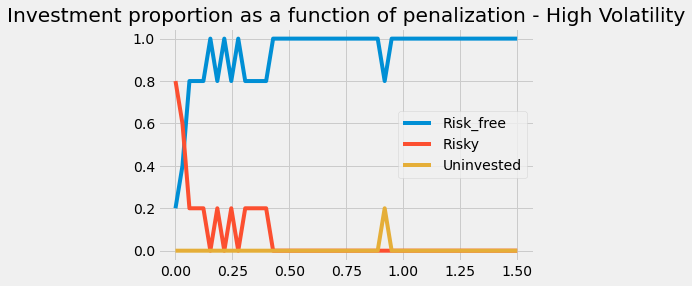 Investment proportion as a function of penalization - High Volatility
1.0
0.8
0.6
0.4
0.2
0.0
Risk_free
Risky
Uninvested
0.00 0.25 0.50 0.75 1.00 1.25 1.50